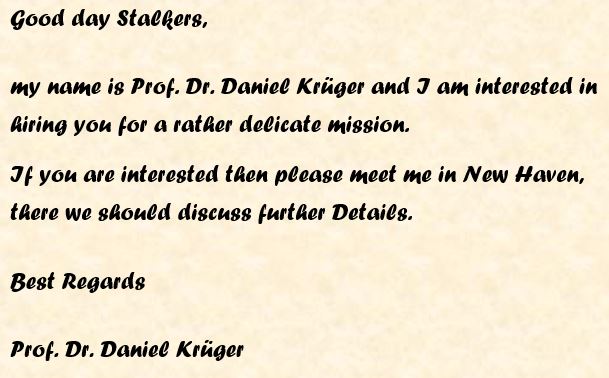 Good day Stalkers,
my name is Prof. Dr. Daniel Krüger and I am interested in
hiring you for a rather delicate mission.
If you are interested then please meet me in New Haven,
there we should discuss further Details.
Best Regards
Prof. Dr. Daniel Krüger